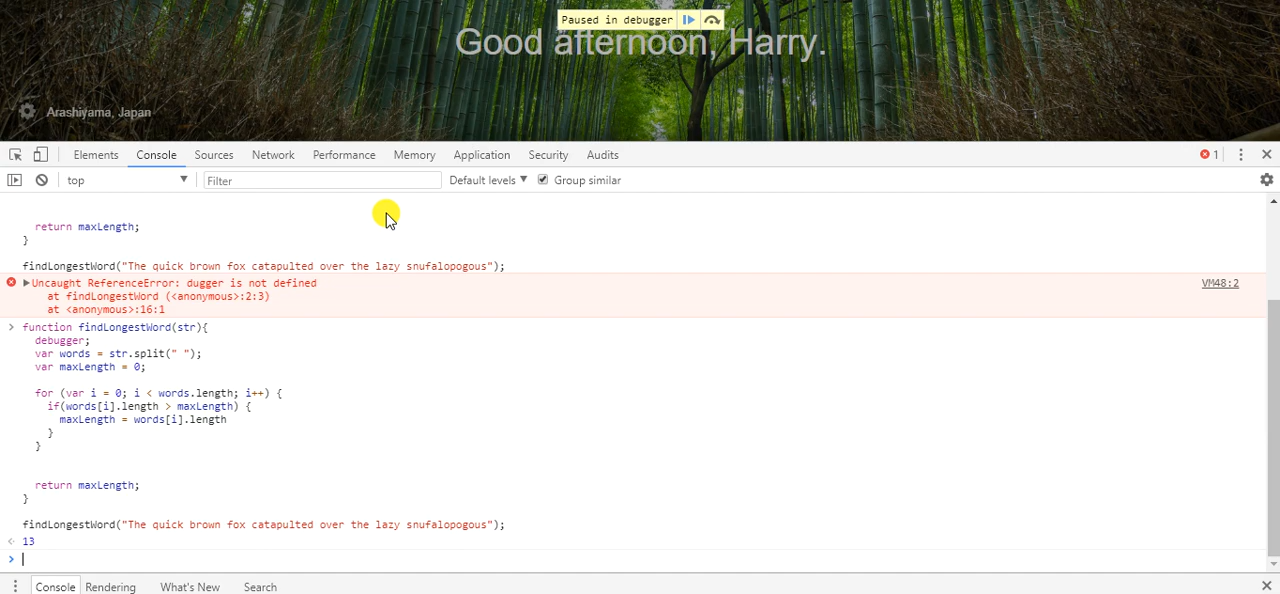 Paused in debugger
Good afternoon, Harry.
Arashiyama, Japan
Elements Console Sources Network Performance Memory Application Security Audits 1
top Filter Default levels Group similar
return maxLength;
}
findLongestWord("The quick brown fox catapulted over the lazy snufalopogous");
Uncaught ReferenceError: dugger is not defined VM48:2
at findLongestWord (<anonymous>:2:3)
at <anonymous>:16:1
> function findLongestWord(str){
debugger;
var words = str.split(" ");
var maxLength = 0;
for (var i = 0; i < words.length; i++) {
if(words[i].length > maxLength) {
maxLength = words[i].length
}
}
return maxLength;
}
findLongestWord("The quick brown fox catapulted over the lazy snufalopogous");
13
>
Console Rendering What's New Search